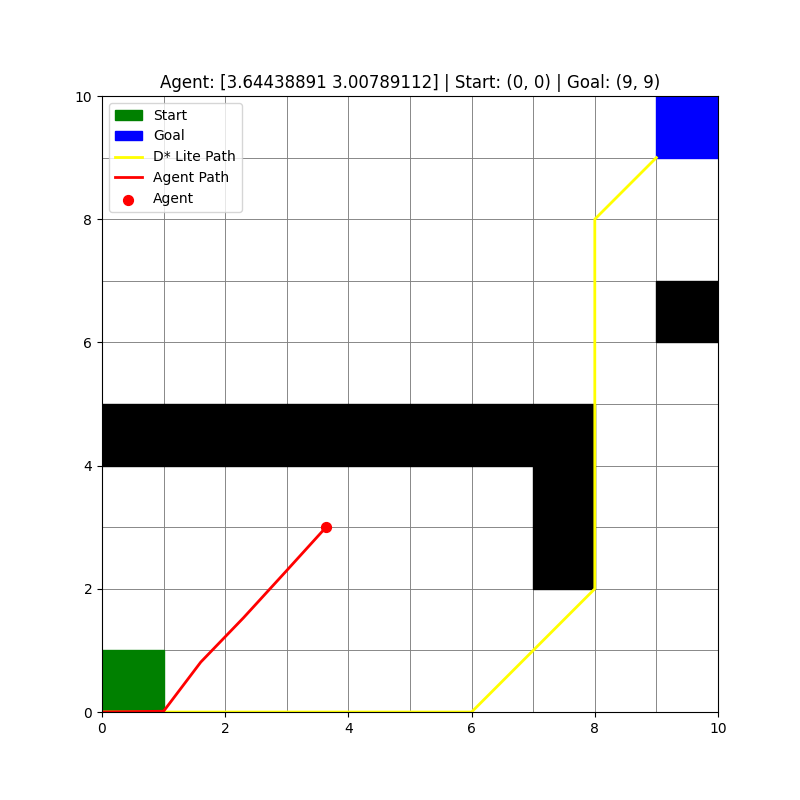 Agent: [3.64438891 3.00789112] | Start: (0, 0) | Goal: (9, 9)
10
Start
Goal
D* Lite Path
Agent Path
Agent
8
6
4
2
0
0 2 4 6 8 10